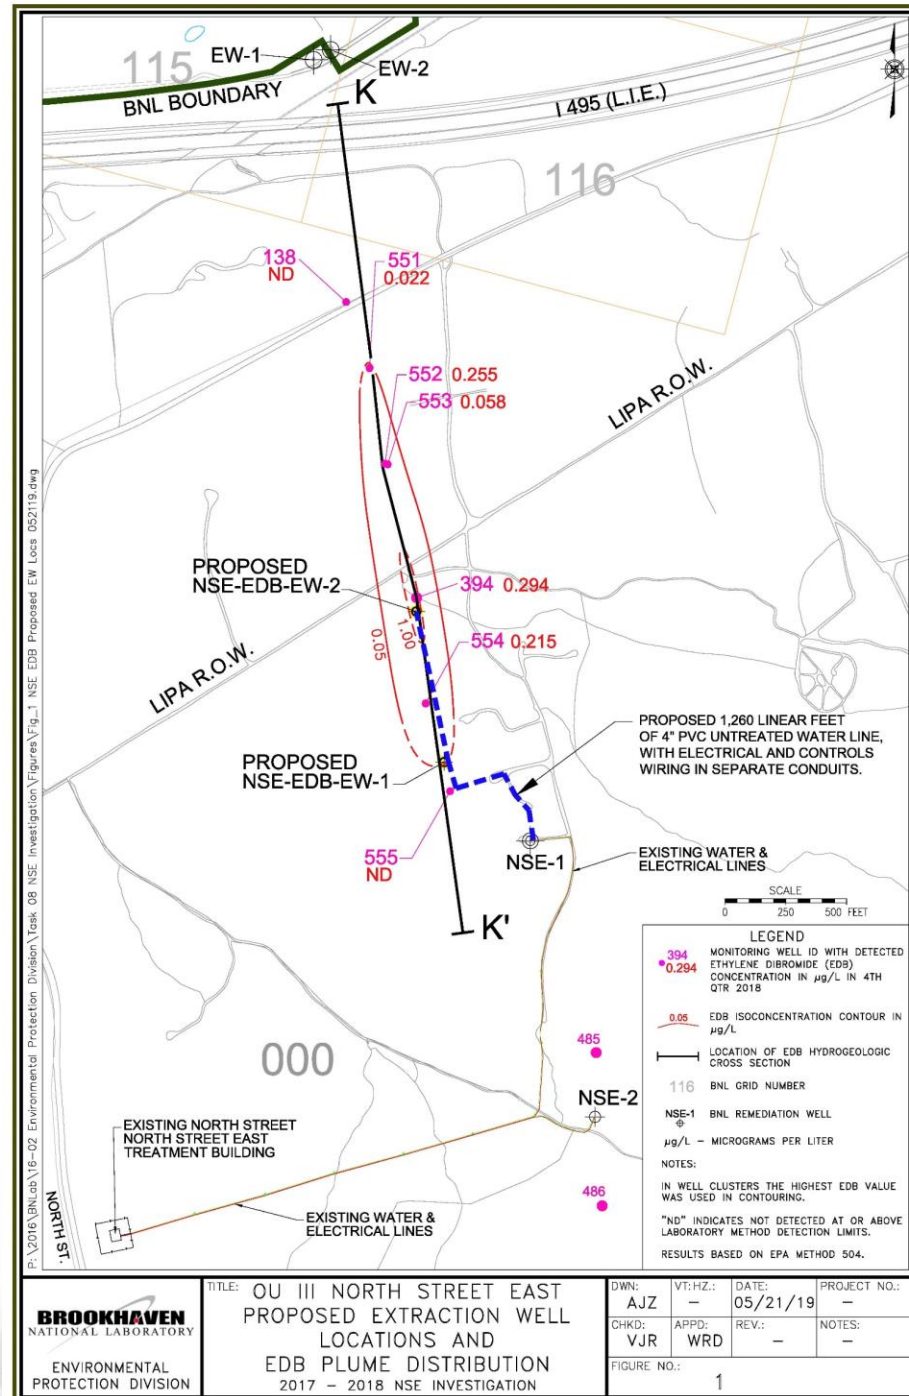 115
EW-1
EW-2
BNL BOUNDARY
K
I 495 (L.I.E.)
116
138
ND
551
0.022
552 0.255
553 0.058
LIPA R.O.W.
PROPOSED
NSE-EDB-EW-2
394 0.294
1.00
0.05
554 0.215
LIPA R.O.W.
PROPOSED
NSE-EDB-EW-1
PROPOSED 1,260 LINEAR FEET
OF 4" PVC UNTREATED WATER LINE,
WITH ELECTRICAL AND CONTROLS
WIRING IN SEPARATE CONDUITS.
555
ND
NSE-1
EXISTING WATER &
ELECTRICAL LINES
K'
SCALE
0 250 500 FEET
LEGEND
394
0.294
MONITORING WELL ID WITH DETECTED
ETHYLENE DIBROMIDE (EDB)
CONCENTRATION IN µg/L IN 4TH
QTR 2018
0.05
EDB ISOCONCENTRATION CONTOUR IN
µg/L
LOCATION OF EDB HYDROGEOLOGIC
CROSS SECTION
116 BNL GRID NUMBER
NSE-1 BNL REMEDIATION WELL
µg/L – MICROGRAMS PER LITER
NOTES:
IN WELL CLUSTERS THE HIGHEST EDB VALUE
WAS USED IN CONTOURING.
"ND" INDICATES NOT DETECTED AT OR ABOVE
LABORATORY METHOD DETECTION LIMITS.
RESULTS BASED ON EPA METHOD 504.
000
485
NSE-2
486
EXISTING NORTH STREET
NORTH STREET EAST
TREATMENT BUILDING
EXISTING WATER &
ELECTRICAL LINES
NORTH ST.
P:\2016\BNLab\16-02 Environmental Protection Division\Task 08 NSE Investigation\Figures\Fig_1 NSE EDB Proposed EW Locs 052119.dwg
BROOKHAVEN
NATIONAL LABORATORY
ENVIRONMENTAL
PROTECTION DIVISION
TITLE: OU III NORTH STREET EAST
PROPOSED EXTRACTION WELL
LOCATIONS AND
EDB PLUME DISTRIBUTION
2017 – 2018 NSE INVESTIGATION
DWN: VT:HZ.: DATE: PROJECT NO.:
AJZ – 05/21/19 –
CHKD: APPD: REV.: NOTES:
VJR WRD – –
FIGURE NO.:
1